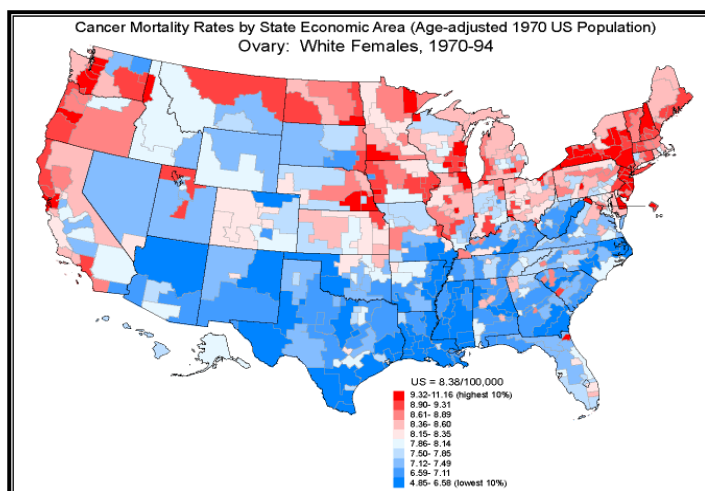 Cancer Mortality Rates by State Economic Area (Age-adjusted 1970 US Population)
Ovary: White Females, 1970-94
US = 8.38/100,000
9.32-11.16 (highest 10%)
8.90- 9.31
8.61- 8.89
8.36- 8.60
8.15- 8.35
7.86- 8.14
7.50- 7.85
7.12- 7.49
6.59- 7.11
4.85- 6.58 (lowest 10%)